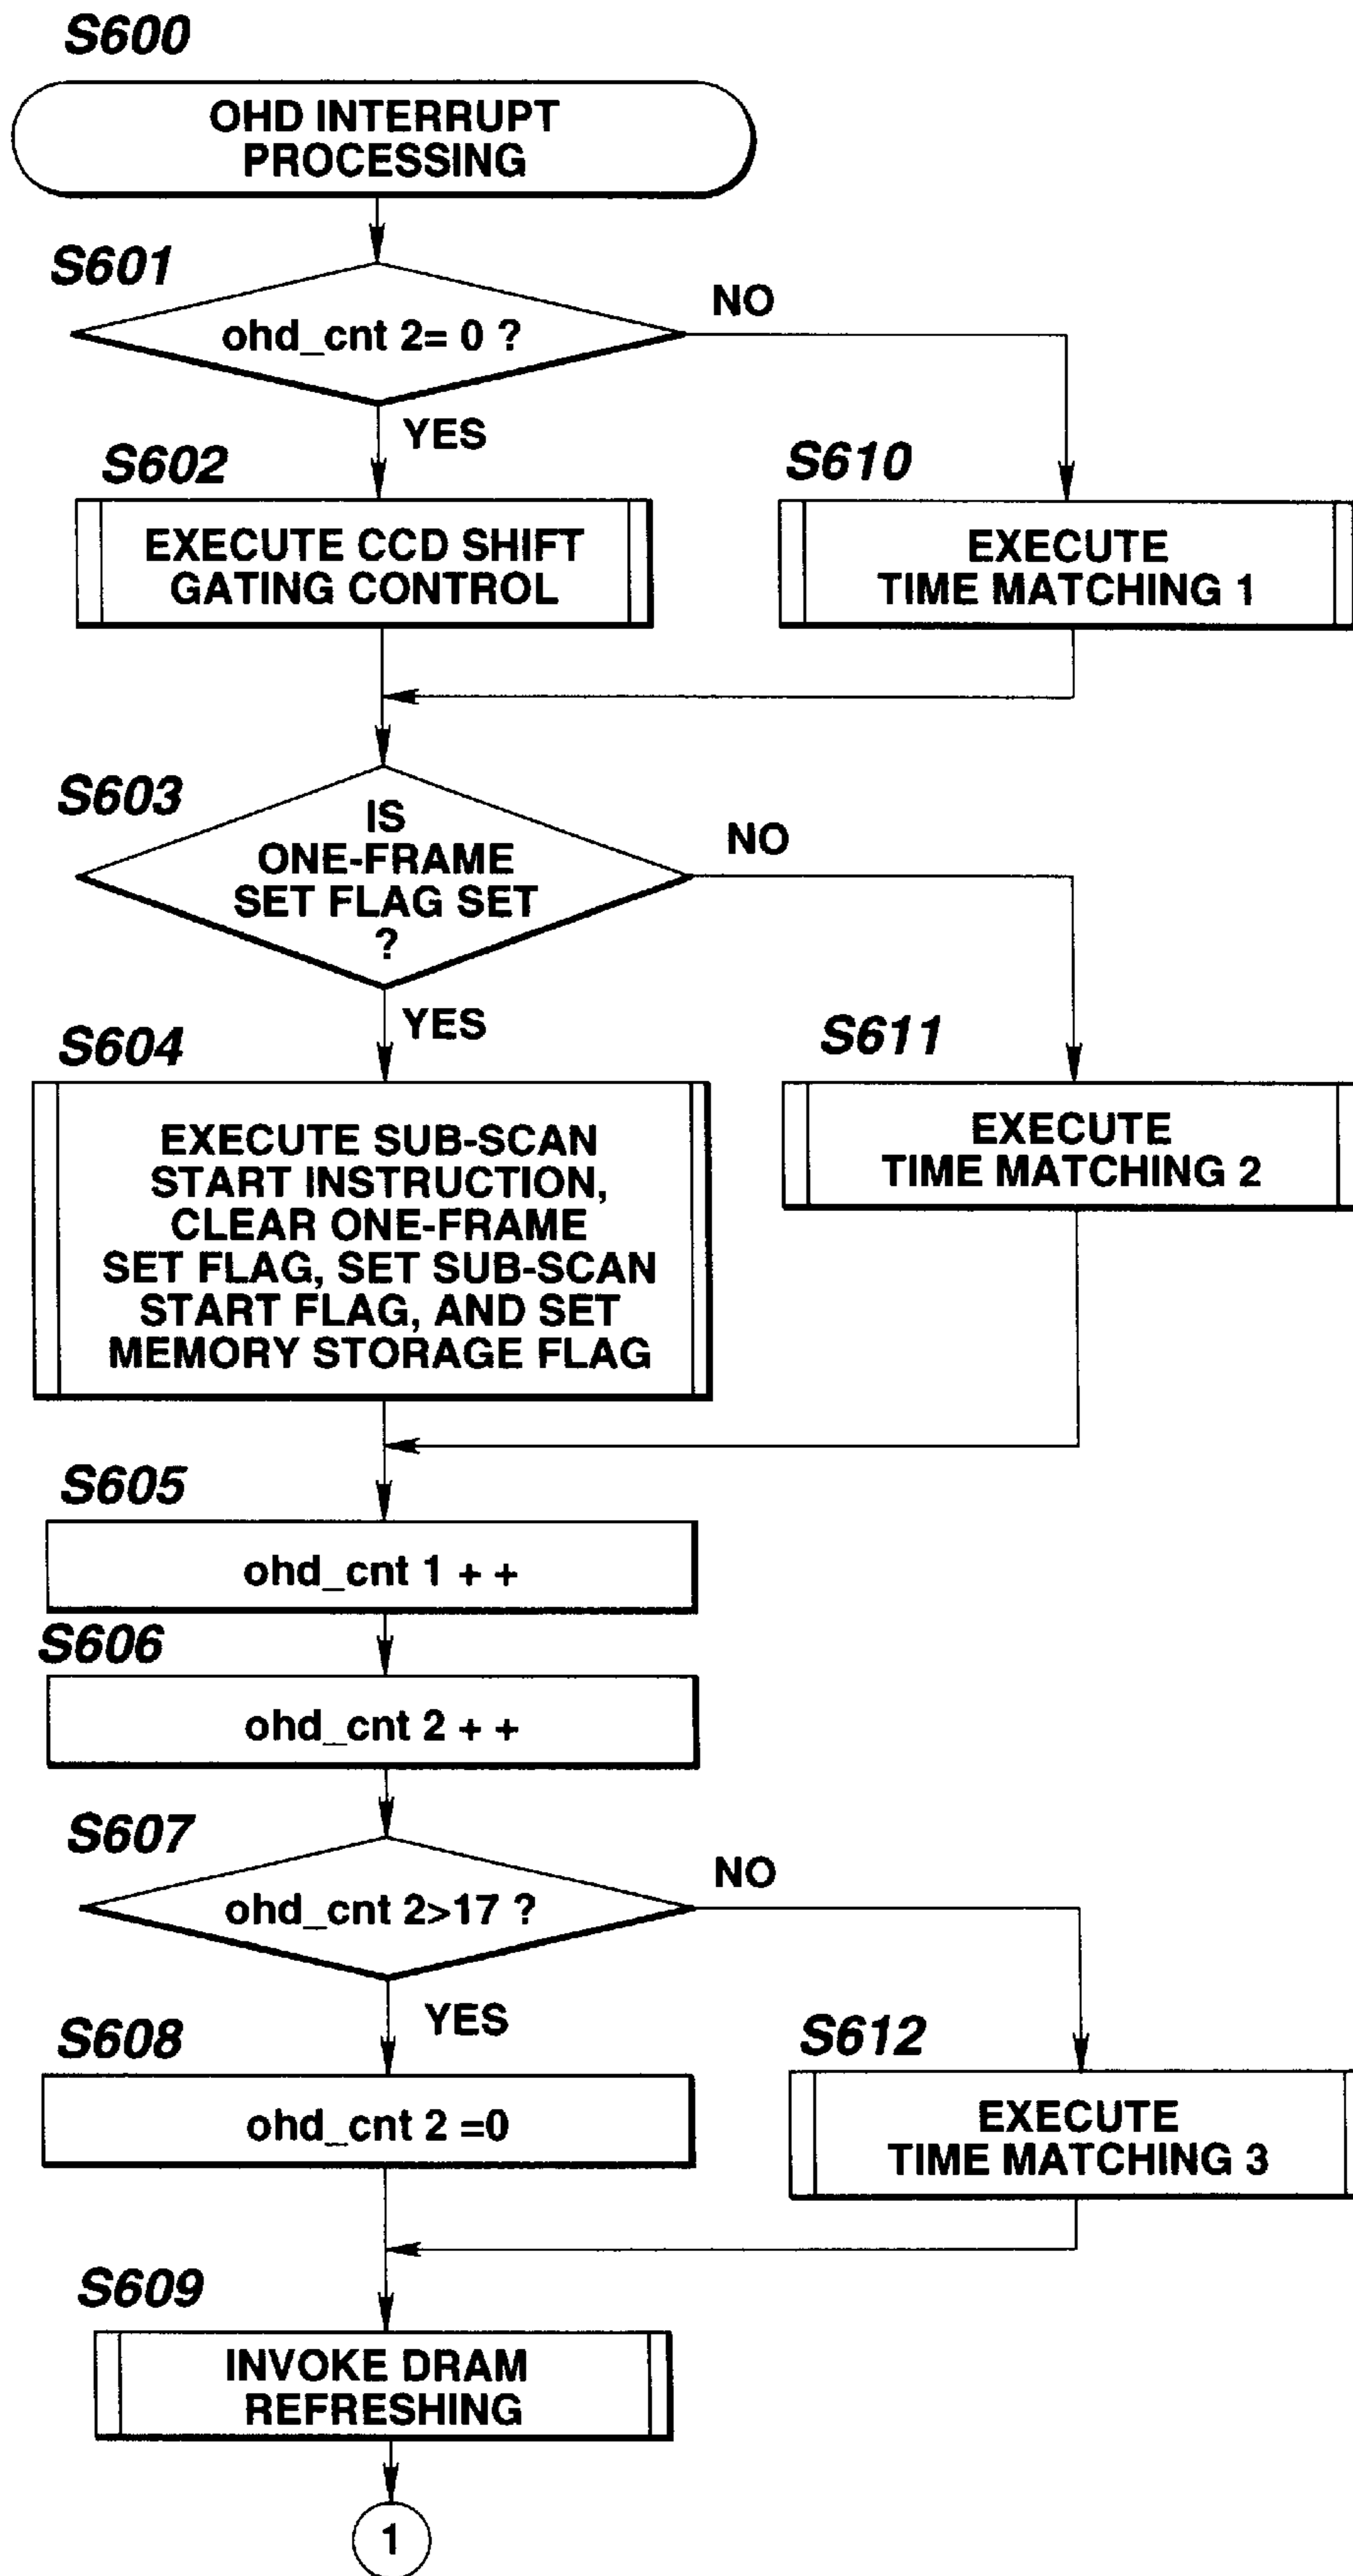 S600
OHD INTERRUPT
PROCESSING
S601
ohd_cnt 2= 0 ?
NO
YES
S602
EXECUTE CCD SHIFT
GATING CONTROL
S610
EXECUTE
TIME MATCHING 1
S603
IS
ONE-FRAME
SET FLAG SET
?
NO
YES
S604
EXECUTE SUB-SCAN
START INSTRUCTION,
CLEAR ONE-FRAME
SET FLAG, SET SUB-SCAN
START FLAG, AND SET
MEMORY STORAGE FLAG
S611
EXECUTE
TIME MATCHING 2
S605
ohd_cnt 1 + +
S606
ohd_cnt 2 + +
S607
ohd_cnt 2>17 ?
NO
YES
S608
ohd_cnt 2 =0
S612
EXECUTE
TIME MATCHING 3
S609
INVOKE DRAM
REFRESHING
1